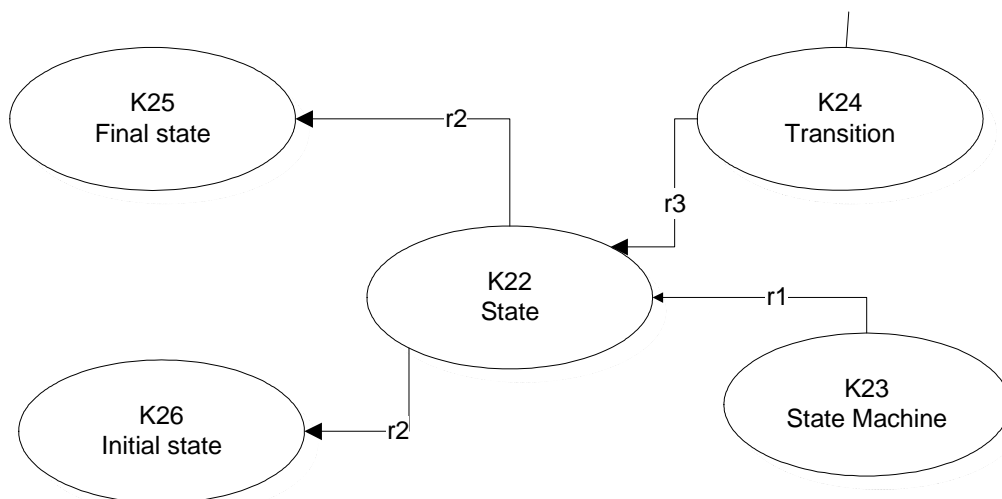 K25
Final state
r2
K24
Transition
r3
K22
State
r1
K23
State Machine
K26
Initial state
r2